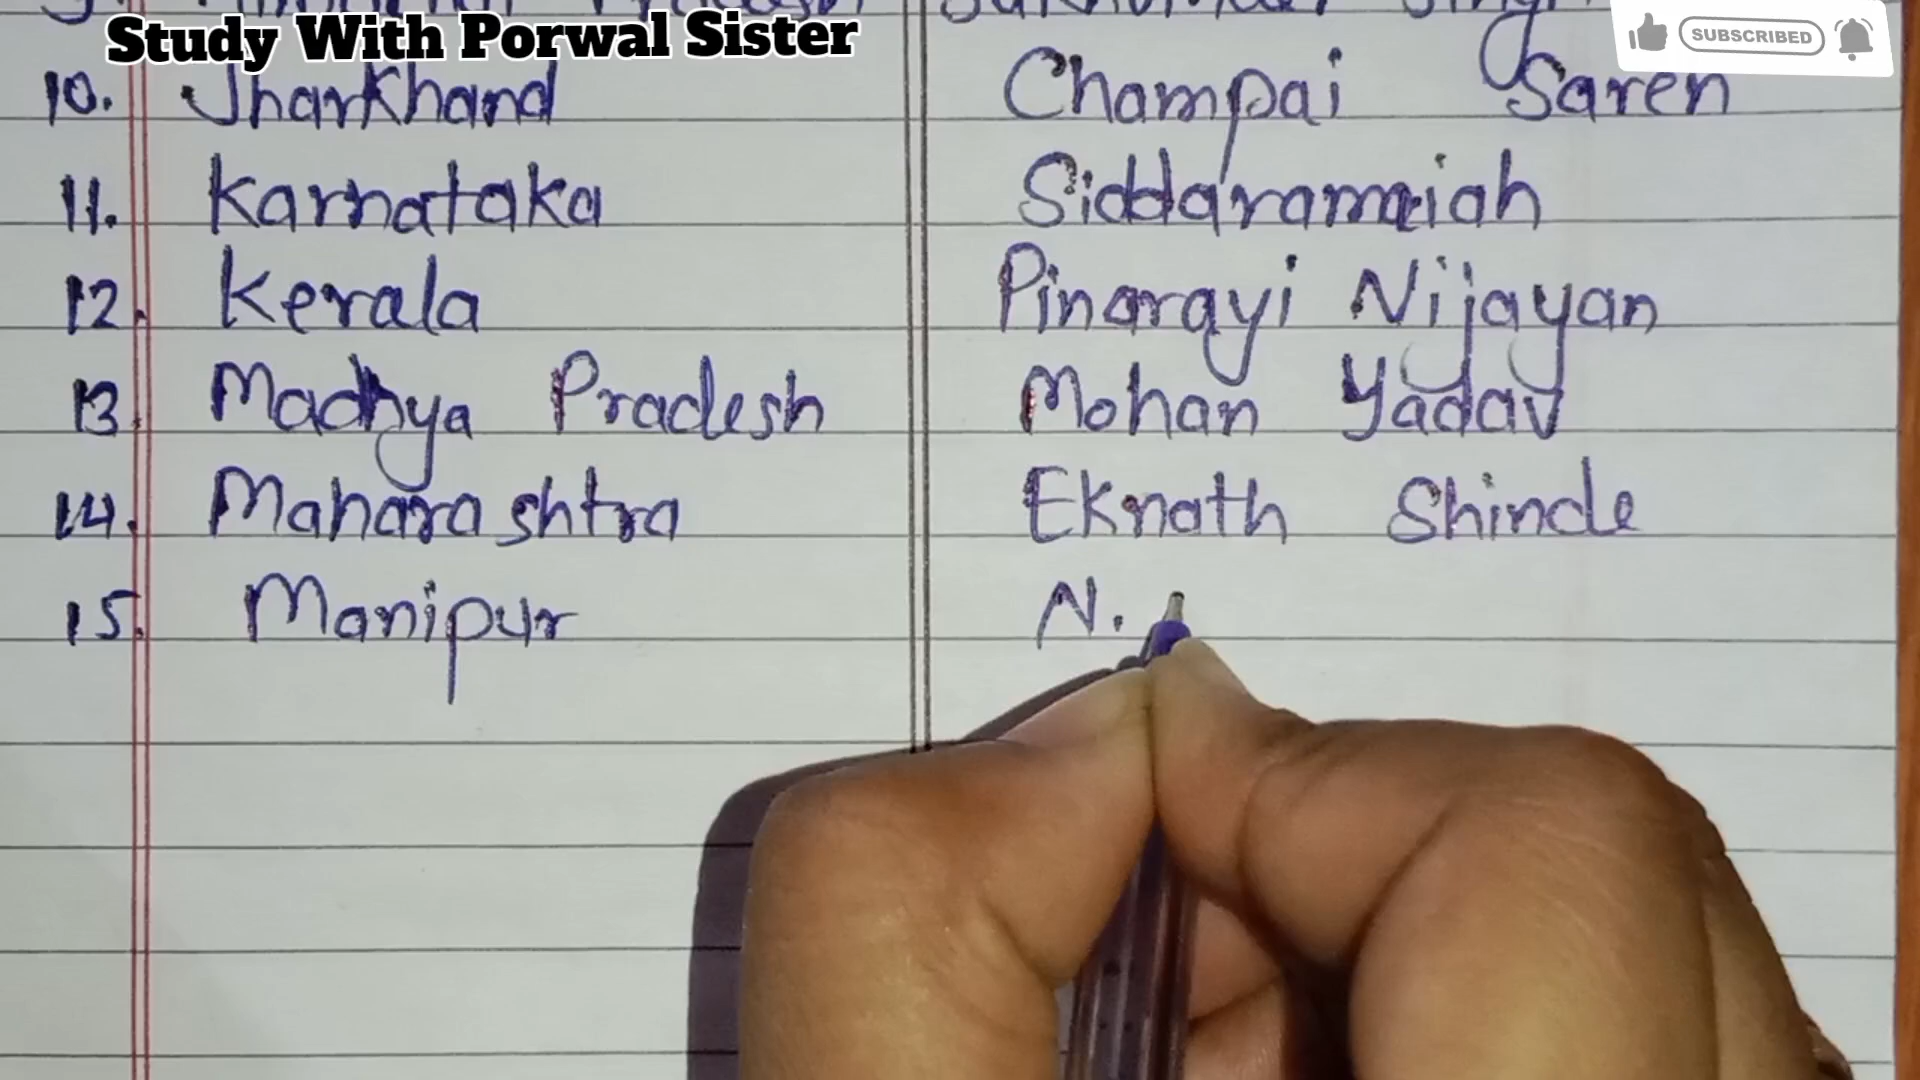 Study With Porwal Sister
SUBSCRIBED
10. Jharkhand Champai Saren
11. Karnataka Siddaramaiah
12. Kerala Pinarayi Nijayan
13. Madhya Pradesh Mohan Yadav
14. Maharashtra Eknath Shinde
15. Manipur N.